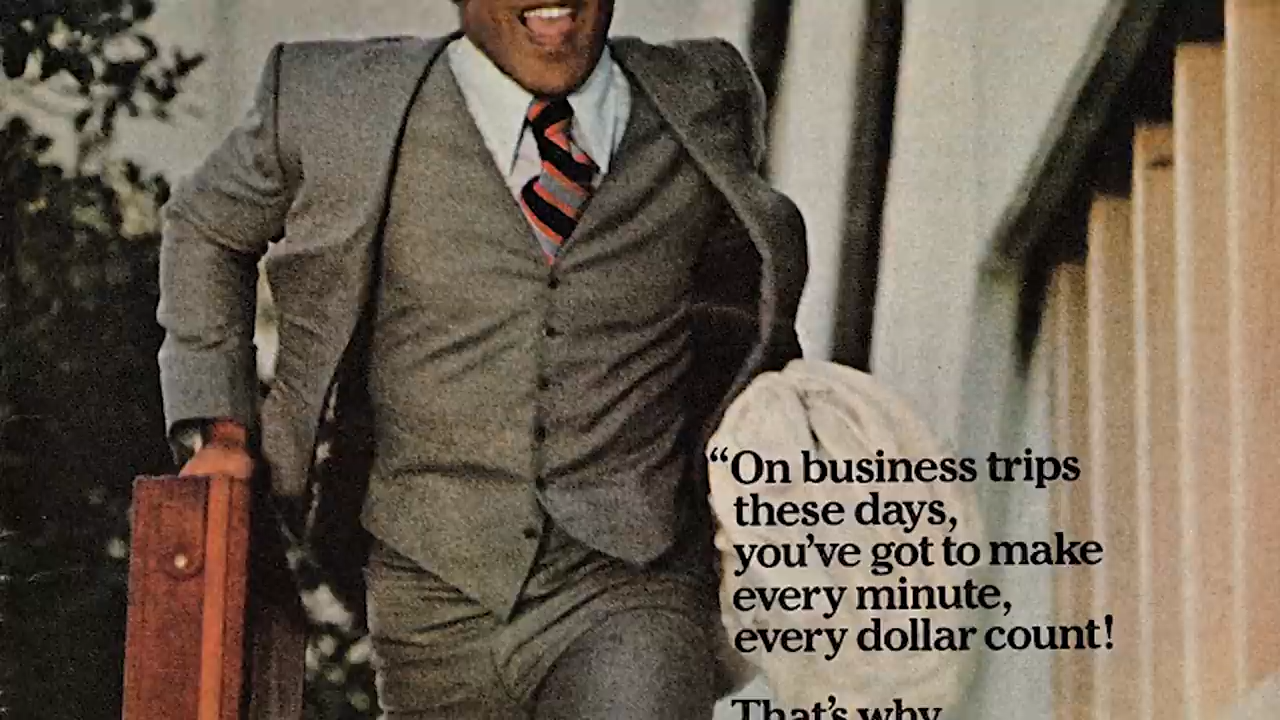 “On business trips
these days,
you’ve got to make
every minute,
every dollar count!
That’s why